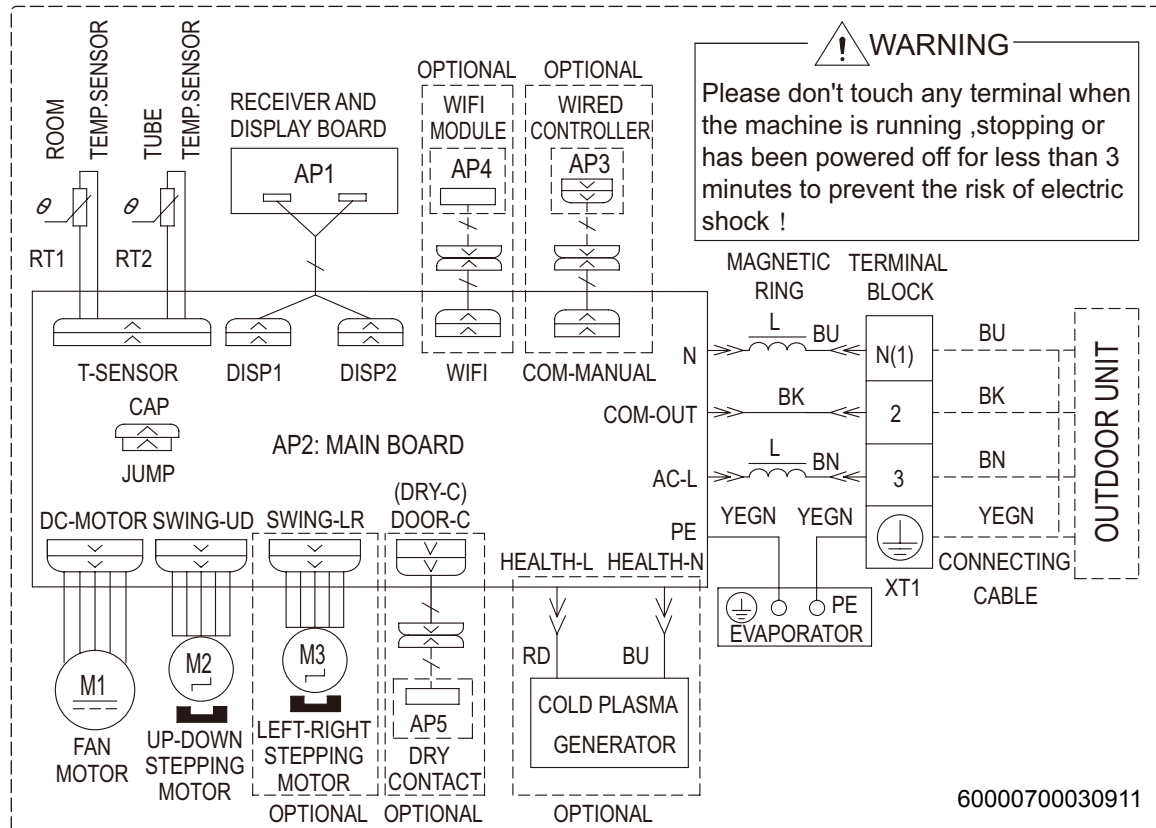 ROOM
TEMP.SENSOR
TUBE
TEMP.SENSOR
θ
θ
RT1
RT2
RECEIVER AND
DISPLAY BOARD
AP1
OPTIONAL
WIFI
MODULE
AP4
OPTIONAL
WIRED
CONTROLLER
AP3
! WARNING
Please don't touch any terminal when
the machine is running ,stopping or
has been powered off for less than 3
minutes to prevent the risk of electric
shock !
T-SENSOR
DISP1
DISP2
WIFI
COM-MANUAL
CAP
JUMP
AP2: MAIN BOARD
MAGNETIC
RING
TERMINAL
BLOCK
N
L
BU
N(1)
BU
COM-OUT
BK
2
BK
AC-L
L
BN
3
BN
PE
YEGN
YEGN
YEGN
XT1
CONNECTING
CABLE
OUTDOOR UNIT
PE
EVAPORATOR
DC-MOTOR
SWING-UD
SWING-LR
(DRY-C)
DOOR-C
HEALTH-L
HEALTH-N
M1
FAN
MOTOR
M2
UP-DOWN
STEPPING
MOTOR
M3
LEFT-RIGHT
STEPPING
MOTOR
OPTIONAL
AP5
DRY
CONTACT
OPTIONAL
RD
BU
COLD PLASMA
GENERATOR
OPTIONAL
60000700030911